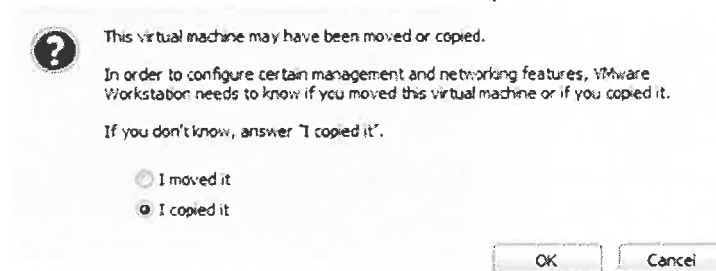 This virtual machine may have been moved or copied.
In order to configure certain management and networking features, VMware
Workstation needs to know if you moved this virtual machine or if you copied it.
If you don't know, answer "I copied it".
I moved it
I copied it
OK Cancel